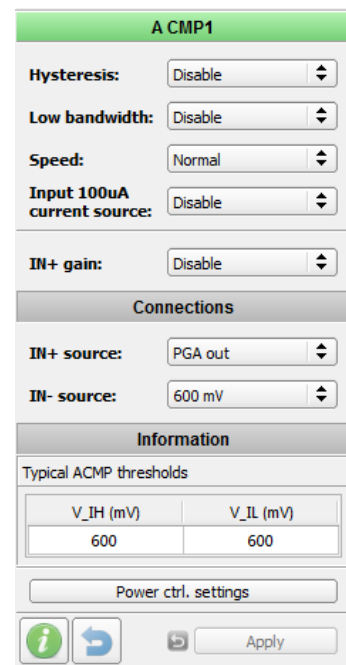 A CMP1
Hysteresis: Disable
Low bandwidth: Disable
Speed: Normal
Input 100uA
current source: Disable
IN+ gain: Disable
Connections
IN+ source: PGA out
IN- source: 600 mV
Information
Typical ACMP thresholds
V_IH (mV) V_IL (mV)
600 600
Power ctrl. settings
i Apply